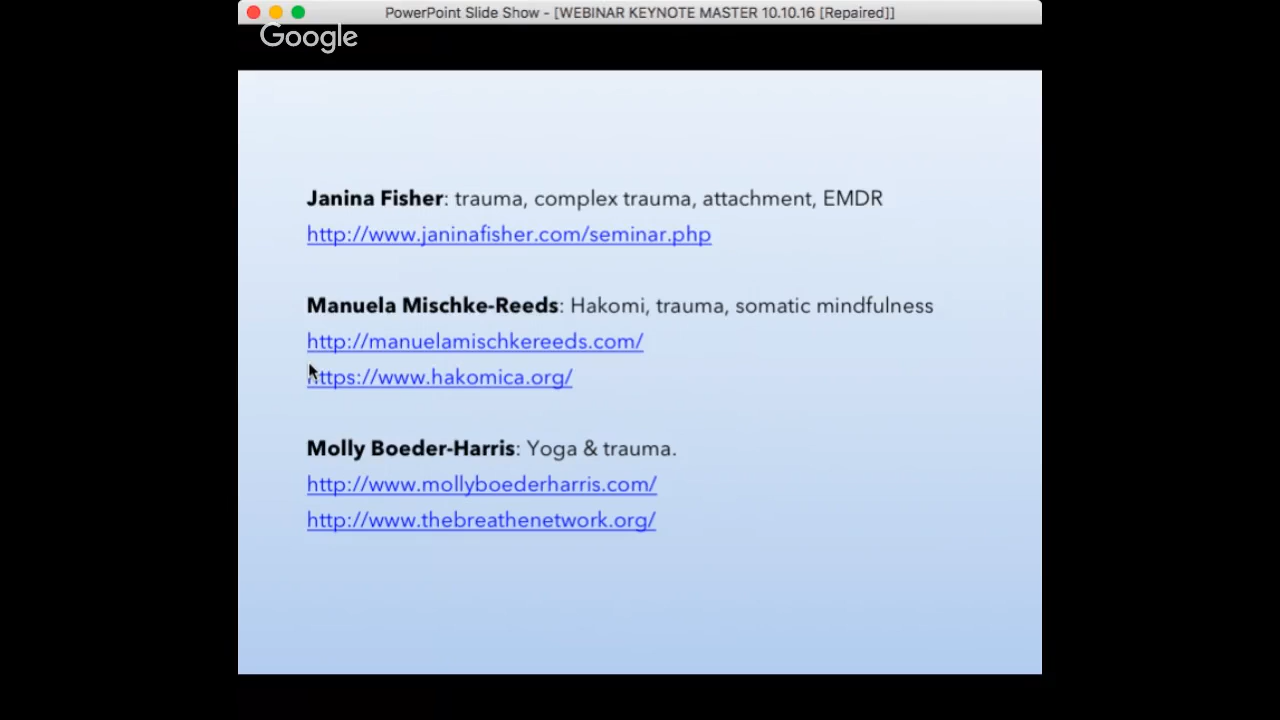 PowerPoint Slide Show - [WEBINAR KEYNOTE MASTER 10.10.16 [Repaired]]
Google
Janina Fisher: trauma, complex trauma, attachment, EMDR
http://www.janinafisher.com/seminar.php
Manuela Mischke-Reeds: Hakomi, trauma, somatic mindfulness
http://manuelamischkereeds.com/
https://www.hakomica.org/
Molly Boeder-Harris: Yoga & trauma.
http://www.mollyboederharris.com/
http://www.thebreathenetwork.org/